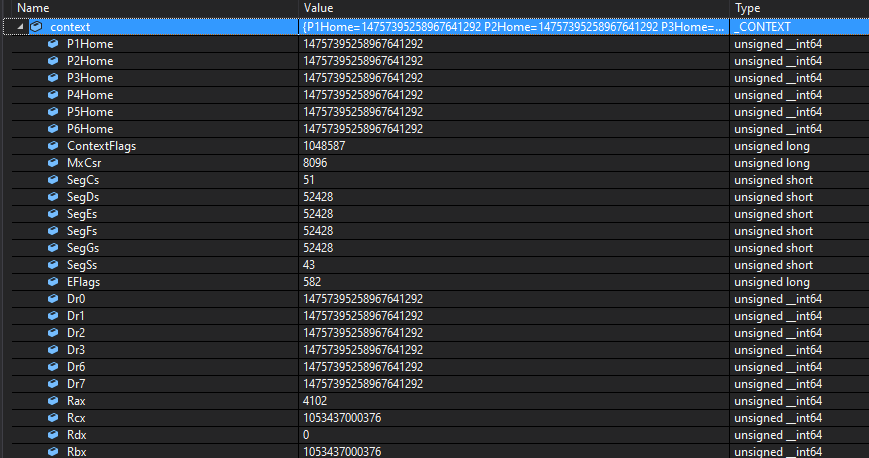 Name Value Type
context {P1Home=14757395258967641292 P2Home=14757395258967641292 P3Home=... _CONTEXT
P1Home 14757395258967641292 unsigned __int64
P2Home 14757395258967641292 unsigned __int64
P3Home 14757395258967641292 unsigned __int64
P4Home 14757395258967641292 unsigned __int64
P5Home 14757395258967641292 unsigned __int64
P6Home 14757395258967641292 unsigned __int64
ContextFlags 1048587 unsigned long
MxCsr 8096 unsigned long
SegCs 51 unsigned short
SegDs 52428 unsigned short
SegEs 52428 unsigned short
SegFs 52428 unsigned short
SegGs 52428 unsigned short
SegSs 43 unsigned short
EFlags 582 unsigned long
Dr0 14757395258967641292 unsigned __int64
Dr1 14757395258967641292 unsigned __int64
Dr2 14757395258967641292 unsigned __int64
Dr3 14757395258967641292 unsigned __int64
Dr6 14757395258967641292 unsigned __int64
Dr7 14757395258967641292 unsigned __int64
Rax 4102 unsigned __int64
Rcx 1053437000376 unsigned __int64
Rdx 0 unsigned __int64
Rbx 1053437000376 unsigned __int64